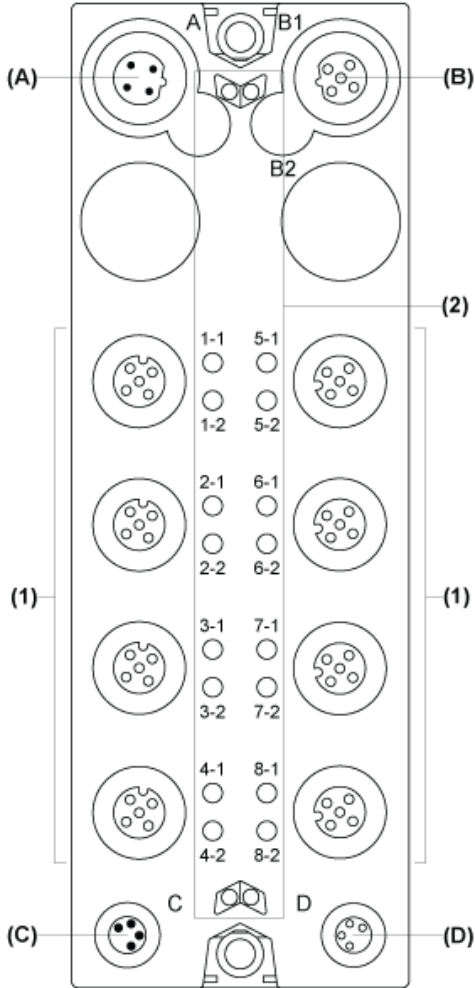 A B1
(A) (B)
B2
(2)
1-1 5-1
1-2 5-2
2-1 6-1
2-2 6-2
(1) (1)
3-1 7-1
3-2 7-2
4-1 8-1
4-2 8-2
C D
(C) (D)